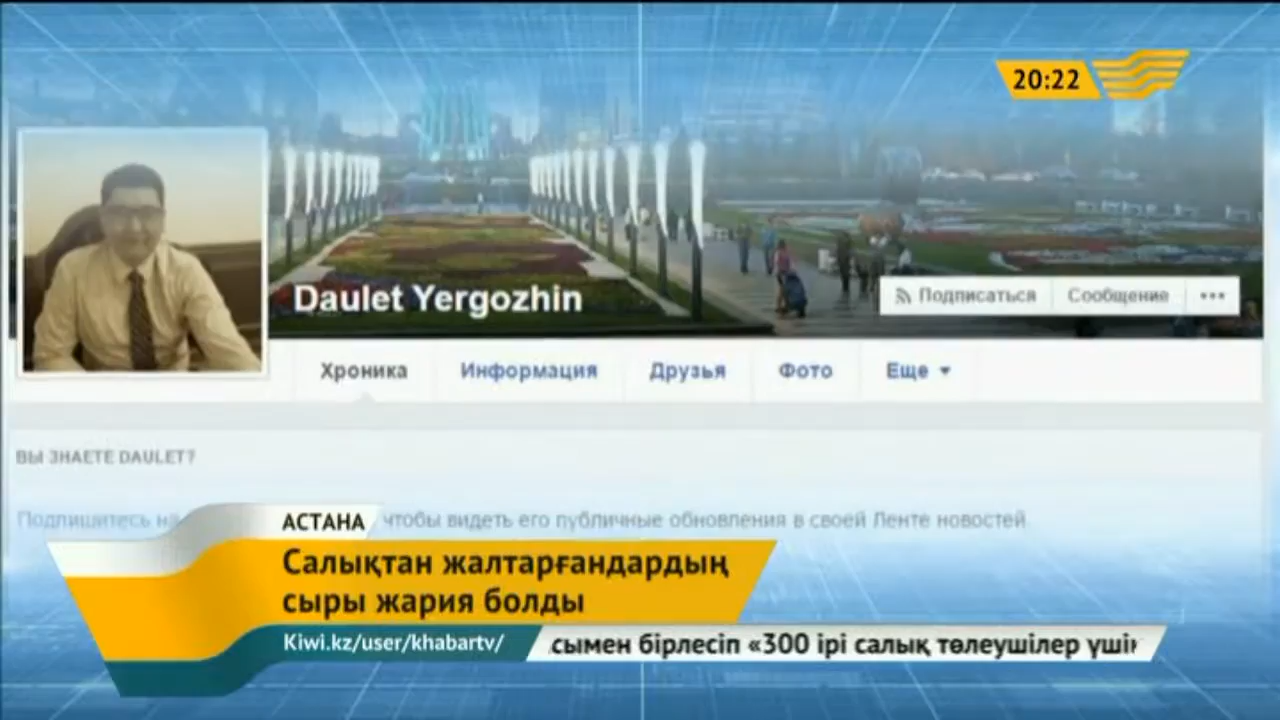 20:22
Daulet Yergozhin
Подписаться Сообщение •••
Хроника Информация Друзья Фото Еще
ВЫ ЗНАЕТЕ DAULET?
Подпишитесь на чтобы видеть его публичные обновления в своей Ленте новостей
АСТАНА
Салықтан жалтарғандардың
сыры жария болды
Kiwi.kz/user/khabartv/
сымен бірлесіп «300 ірі салық төлеушілер үшін